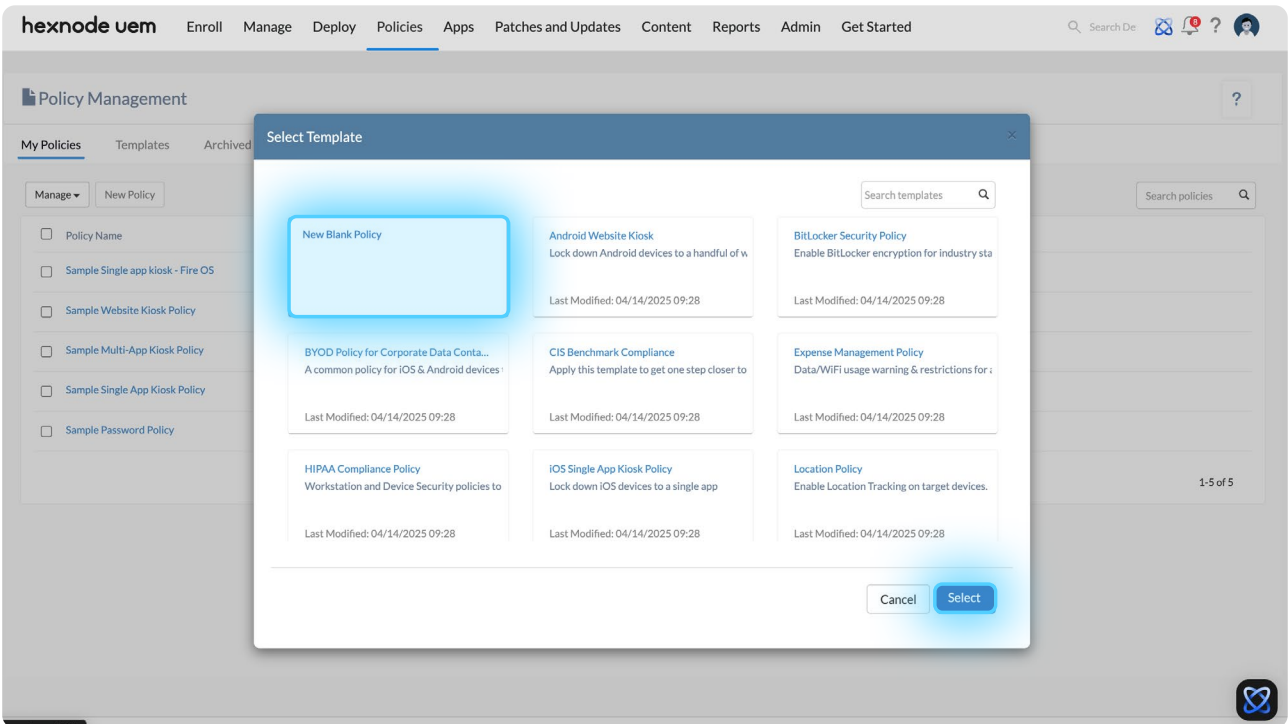 hexnode uem Enroll Manage Deploy Policies Apps Patches and Updates Content Reports Admin Get Started Search De 8 ?
Policy Management ?
My Policies Templates Archived
Select Template ×
Manage New Policy
Search templates
Search policies
Policy Name
Sample Single app kiosk - Fire OS
Sample Website Kiosk Policy
Sample Multi-App Kiosk Policy
Sample Single App Kiosk Policy
Sample Password Policy
1-5 of 5
New Blank Policy
Android Website Kiosk
Lock down Android devices to a handful of w
Last Modified: 04/14/2025 09:28
BitLocker Security Policy
Enable BitLocker encryption for industry sta
Last Modified: 04/14/2025 09:28
BYOD Policy for Corporate Data Conta...
A common policy for iOS & Android devices
Last Modified: 04/14/2025 09:28
CIS Benchmark Compliance
Apply this template to get one step closer to
Last Modified: 04/14/2025 09:28
Expense Management Policy
Data/WiFi usage warning & restrictions for a
Last Modified: 04/14/2025 09:28
HIPAA Compliance Policy
Workstation and Device Security policies to
Last Modified: 04/14/2025 09:28
iOS Single App Kiosk Policy
Lock down iOS devices to a single app
Last Modified: 04/14/2025 09:28
Location Policy
Enable Location Tracking on target devices.
Last Modified: 04/14/2025 09:28
Cancel Select